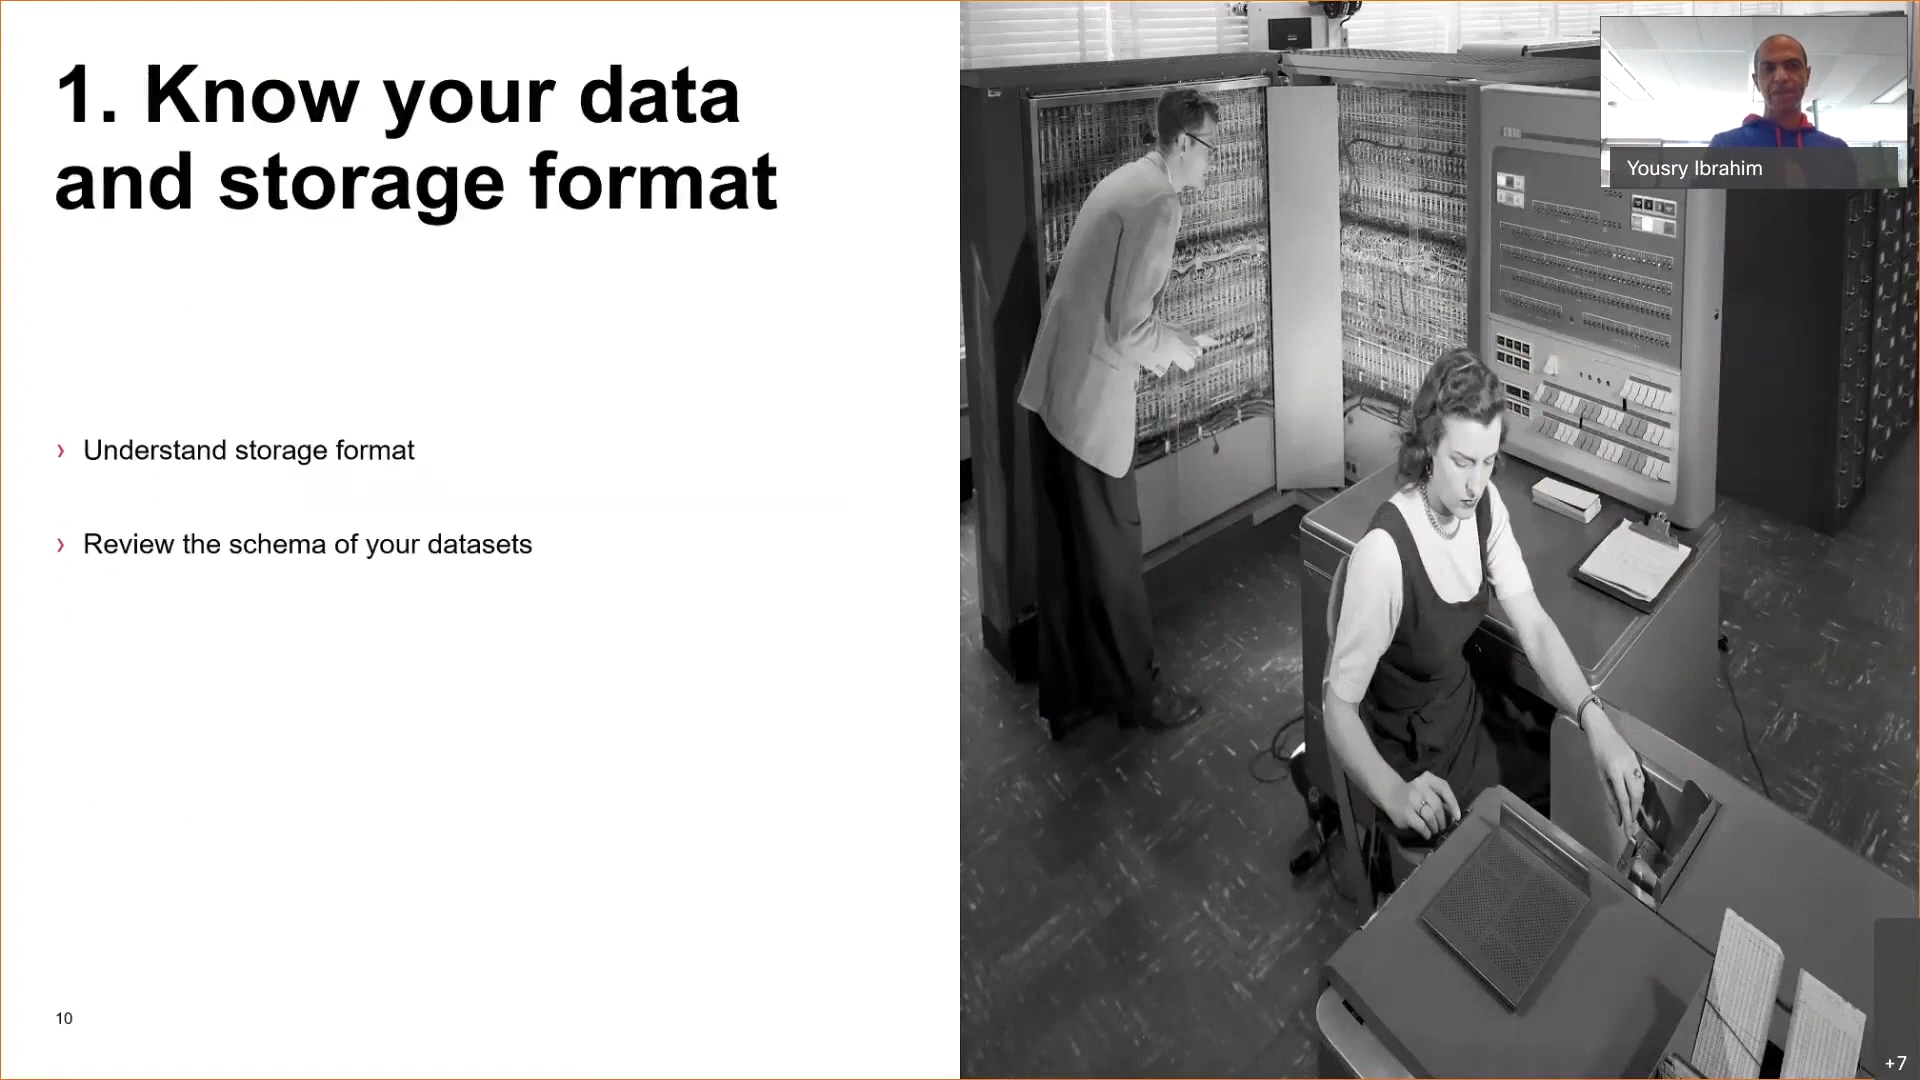 1. Know your data
and storage format
› Understand storage format
› Review the schema of your datasets
10
Yousry Ibrahim
+7